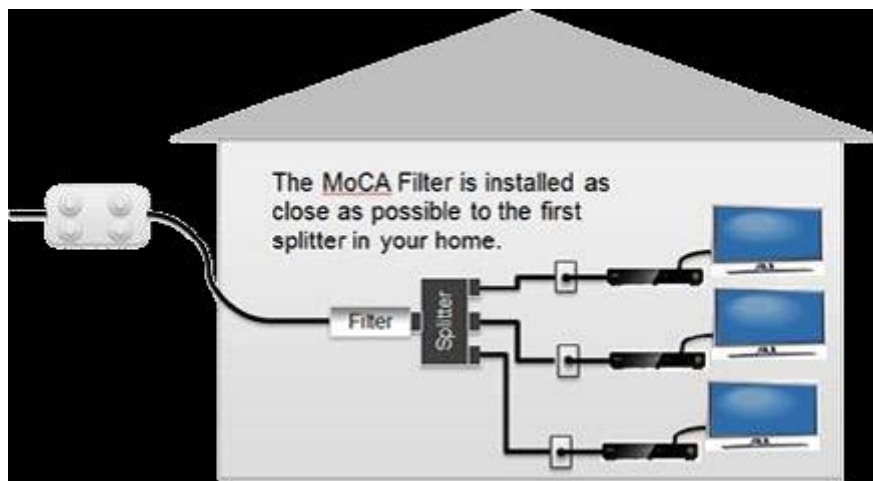 The MoCA Filter is installed as
close as possible to the first
splitter in your home.
Filter
Splitter